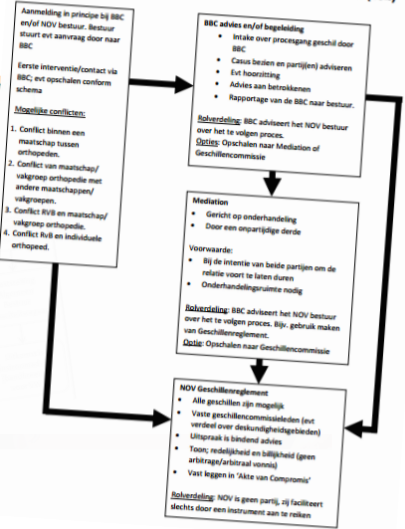 Aanmelding in principe bij BBC
en/of NOV bestuur. Bestuur
stuurt evt aanvraag door naar
BBC
Eerste interventie/contact via
BBC; evt opschalen conform
schema
Mogelijke conflicten:
1. Conflict binnen een
maatschap tussen
orthopeden.
2. Conflict van maatschap/
vakgroep orthopedie met
andere maatschappen/
vakgroepen.
3. Conflict RVB en maatschap/
vakgroep orthopedie.
4. Conflict RvB en individuele
orthopeed.
BBC advies en/of begeleiding
• Intake over procesgang geschil door
BBC
• Casus bezien en partij(en) adviseren
• Evt hoorzitting
• Advies aan betrokkenen
• Rapportage van de BBC naar bestuur.
Rolverdeling: BBC adviseert het NOV bestuur
over het te volgen proces.
Opties: Opschalen naar Mediation of
Geschillencommissie
Mediation
• Gericht op onderhandeling
• Door een onpartijdige derde
Voorwaarde:
• Bij de intentie van beide partijen om de
relatie voort te laten duren
• Onderhandelingsruimte nodig
Rolverdeling: BBC adviseert het NOV bestuur
over het te volgen proces. Bijv. gebruik maken
van Geschillenreglement.
Optie: Opschalen naar Geschillencommissie
NOV Geschillenreglement
• Alle geschillen zijn mogelijk
• Vaste geschillencommissieleden (evt
verdeel over deskundigheidsgebieden)
• Uitspraak is bindend advies
• Toon; redelijkheid en billijkheid (geen
arbitrage/arbitraal vonnis)
• Vast leggen in 'Akte van Compromis'
Rolverdeling: NOV is geen partij, zij faciliteert
slechts door een instrument aan te reiken